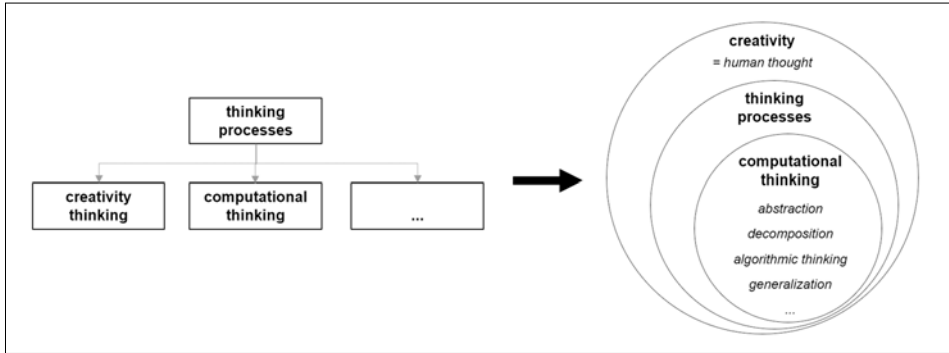 thinking
processes
creativity
thinking
computational
thinking
...
creativity
= human thought
thinking
processes
computational
thinking
abstraction
decomposition
algorithmic thinking
generalization
...